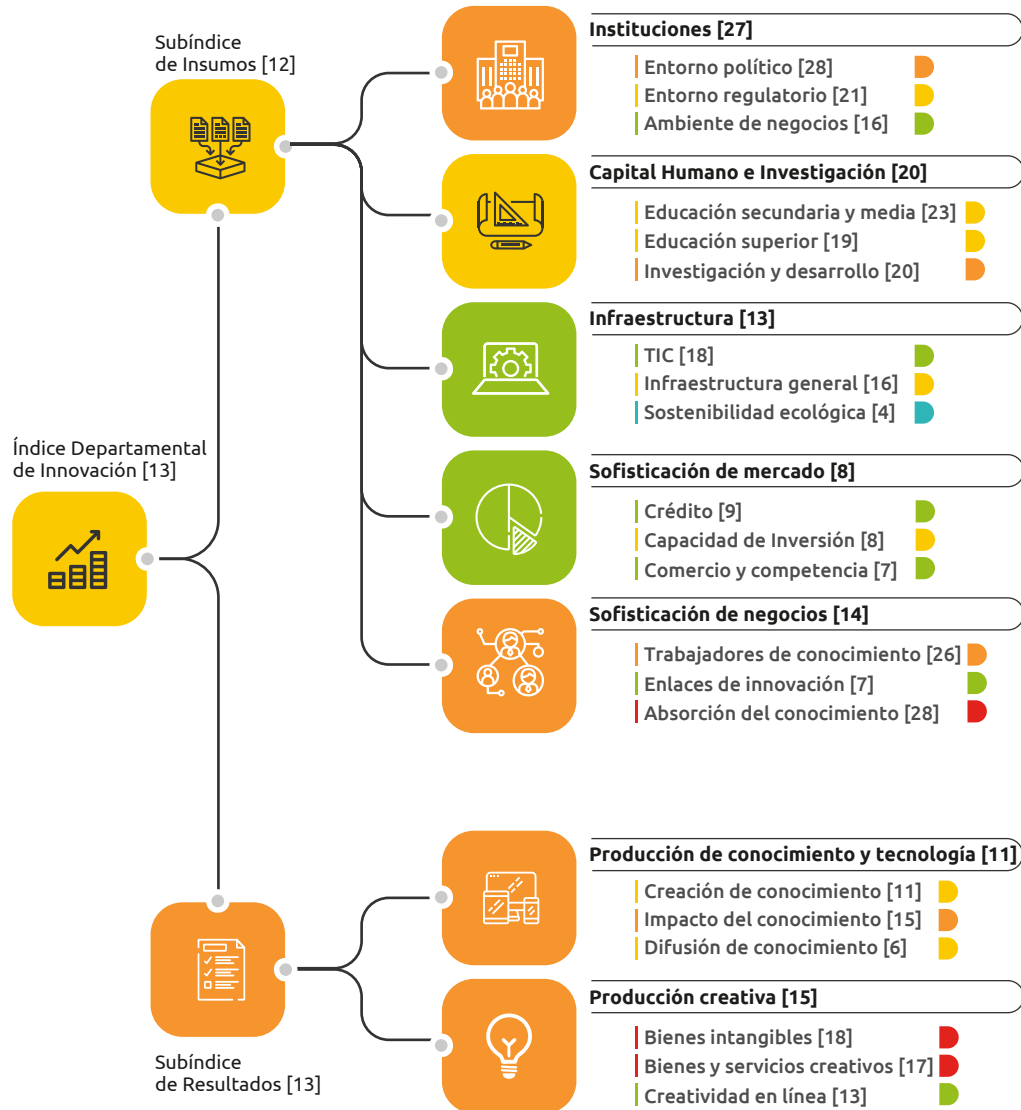 Subíndice
de Insumos [12]
Índice Departamental
de Innovación [13]
Subíndice
de Resultados [13]
Instituciones [27]
Entorno político [28]
Entorno regulatorio [21]
Ambiente de negocios [16]
Capital Humano e Investigación [20]
Educación secundaria y media [23]
Educación superior [19]
Investigación y desarrollo [20]
Infraestructura [13]
TIC [18]
Infraestructura general [16]
Sostenibilidad ecológica [4]
Sofisticación de mercado [8]
Crédito [9]
Capacidad de Inversión [8]
Comercio y competencia [7]
Sofisticación de negocios [14]
Trabajadores de conocimiento [26]
Enlaces de innovación [7]
Absorción del conocimiento [28]
Producción de conocimiento y tecnología [11]
Creación de conocimiento [11]
Impacto del conocimiento [15]
Difusión de conocimiento [6]
Producción creativa [15]
Bienes intangibles [18]
Bienes y servicios creativos [17]
Creatividad en línea [13]